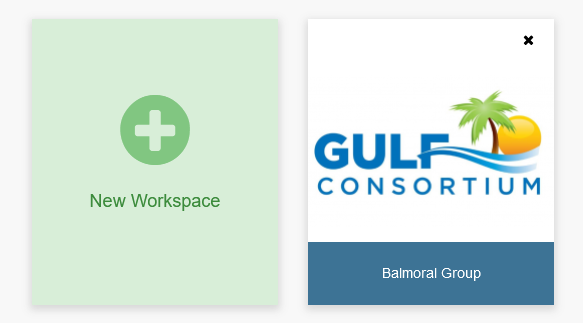 New Workspace
GULF
CONSORTIUM
Balmoral Group